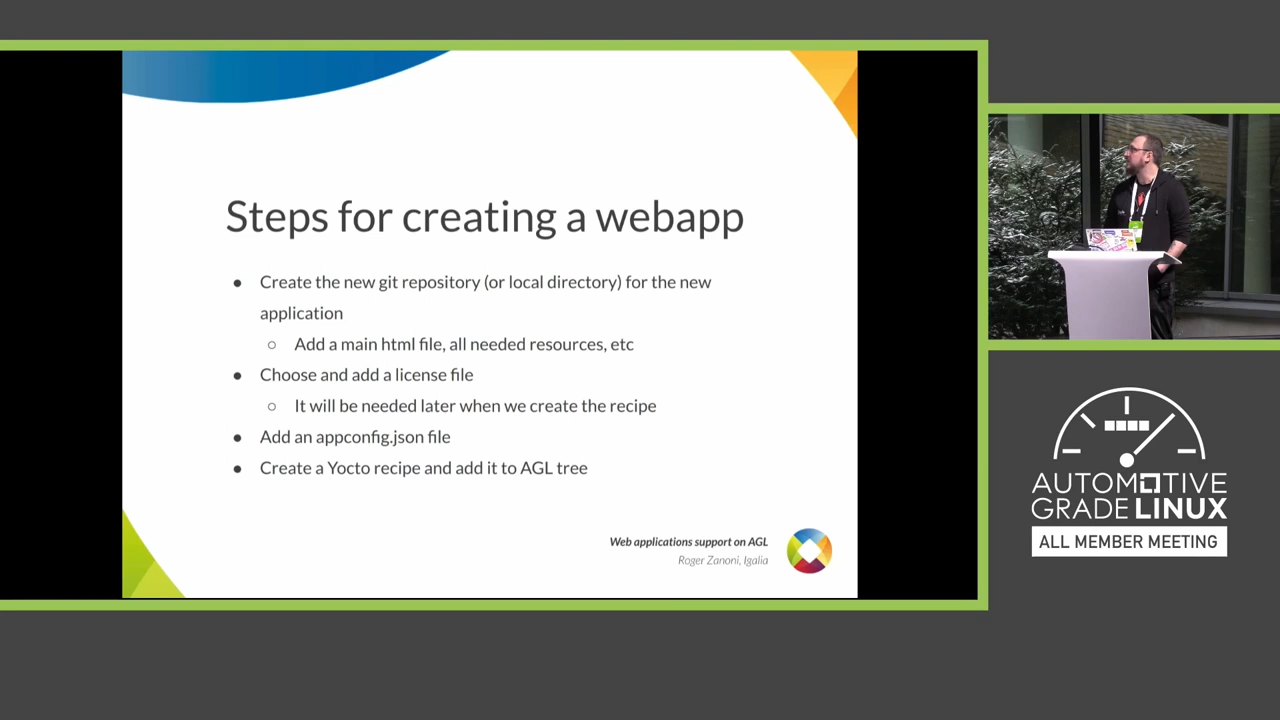 Steps for creating a webapp
● Create the new git repository (or local directory) for the new
application
○ Add a main html file, all needed resources, etc
● Choose and add a license file
○ It will be needed later when we create the recipe
● Add an appconfig.json file
● Create a Yocto recipe and add it to AGL tree
Web applications support on AGL
Roger Zanoni, Igalia
AUTOMOTIVE
GRADE LINUX
ALL MEMBER MEETING